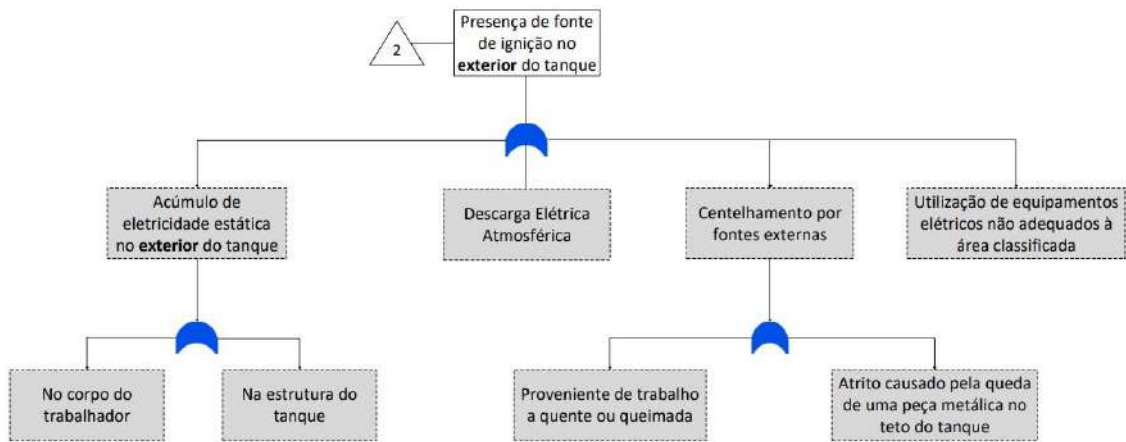 2
Presença de fonte
de ignição no
exterior do tanque
Acúmulo de
eletricidade estática
no exterior do tanque
Descarga Elétrica
Atmosférica
Centelhamento por
fontes externas
Utilização de equipamentos
elétricos não adequados à
área classificada
No corpo do
trabalhador
Na estrutura do
tanque
Proveniente de trabalho
a quente ou queimada
Atrito causado pela queda
de uma peça metálica no
teto do tanque